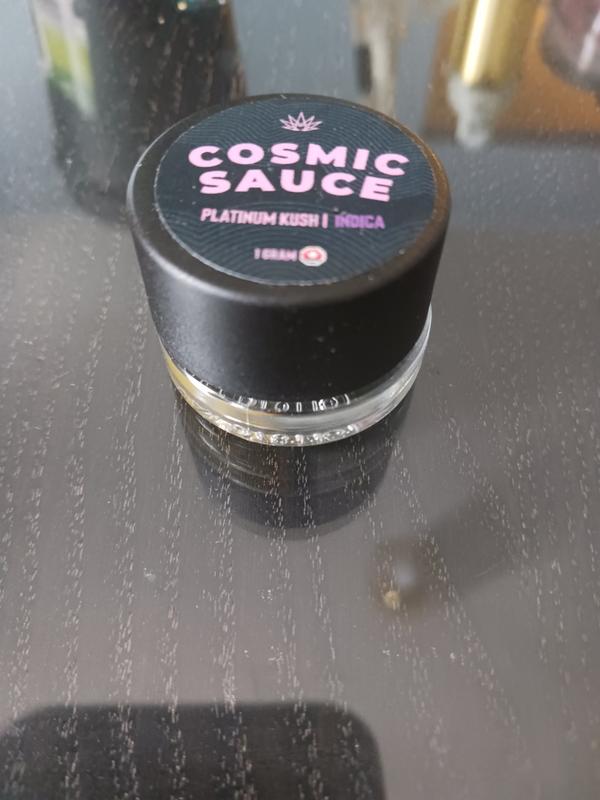 COSMIC
SAUCE
PLATINUM KUSH | INDICA
1 GRAM